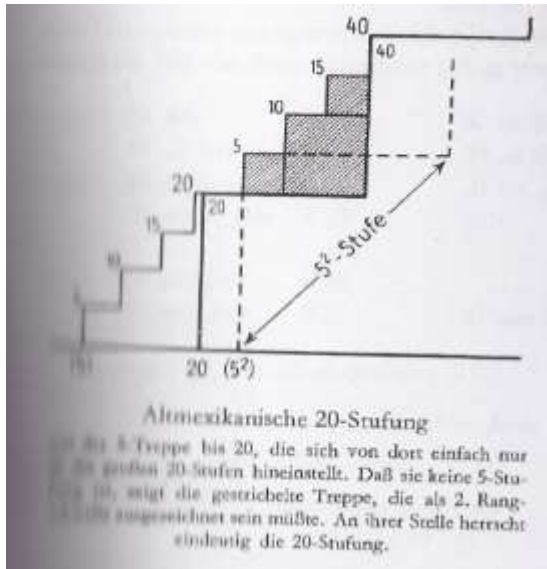 40
40
15
10
5
20
20
15
10
5²-Stufe
20 (5²)
Altmexikanische 20-Stufung
bis 20, die sich von dort einfach nur
großen 20-Stufen hineinstellt. Daß sie keine 5-Stu-
zeigt die gestrichelte Treppe, die als 2. Rang-
ausgezeichnet sein müßte. An ihrer Stelle herrscht
eindeutig die 20-Stufung.